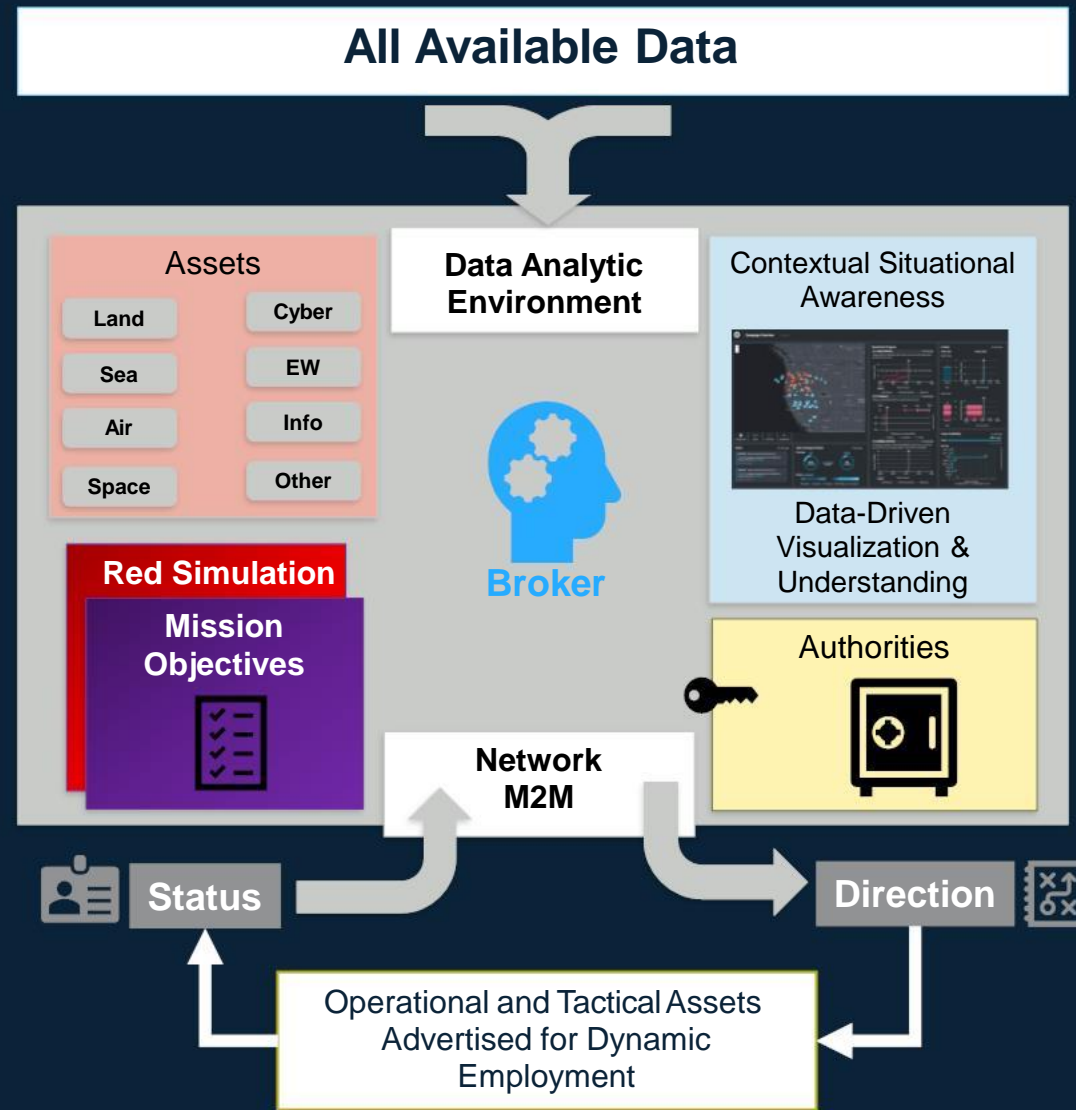 All Available Data
Assets
Land
Sea
Air
Space
Cyber
EW
Info
Other
Data Analytic
Environment
Contextual Situational
Awareness
Data-Driven
Visualization &
Understanding
Broker
Red Simulation
Mission
Objectives
Authorities
Network
M2M
Status
Direction
Operational and Tactical Assets
Advertised for Dynamic
Employment